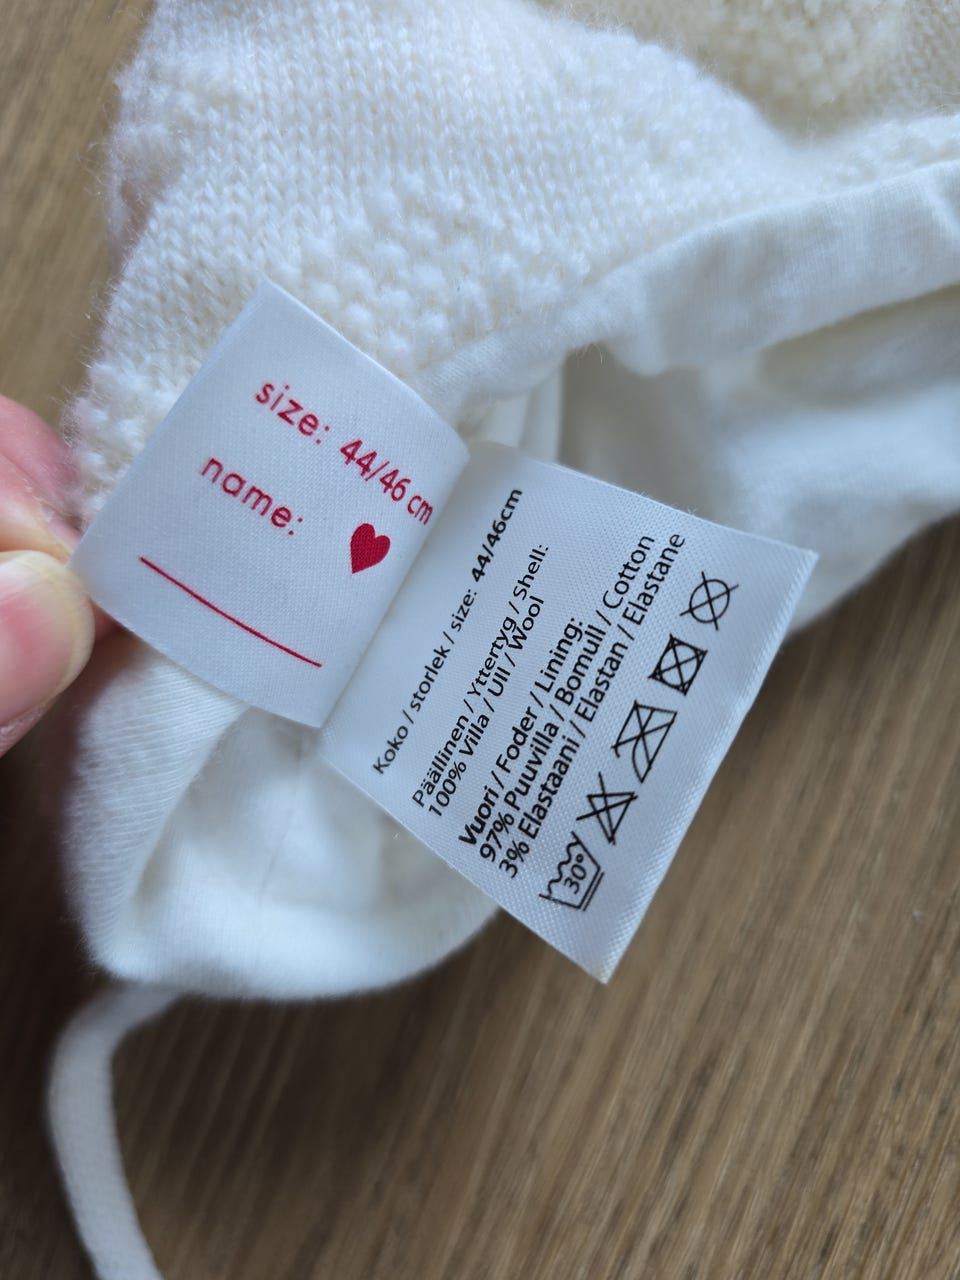 size: 44/46 cm
name:
Koko / storlek / size: 44/46cm
Päällinen / Yttertyg / Shell:
100% Villa / Ull / Wool
Vuori / Foder / Lining:
97% Puuvilla / Bomull / Cotton
3% Elastaani / Elastan / Elastane
30°